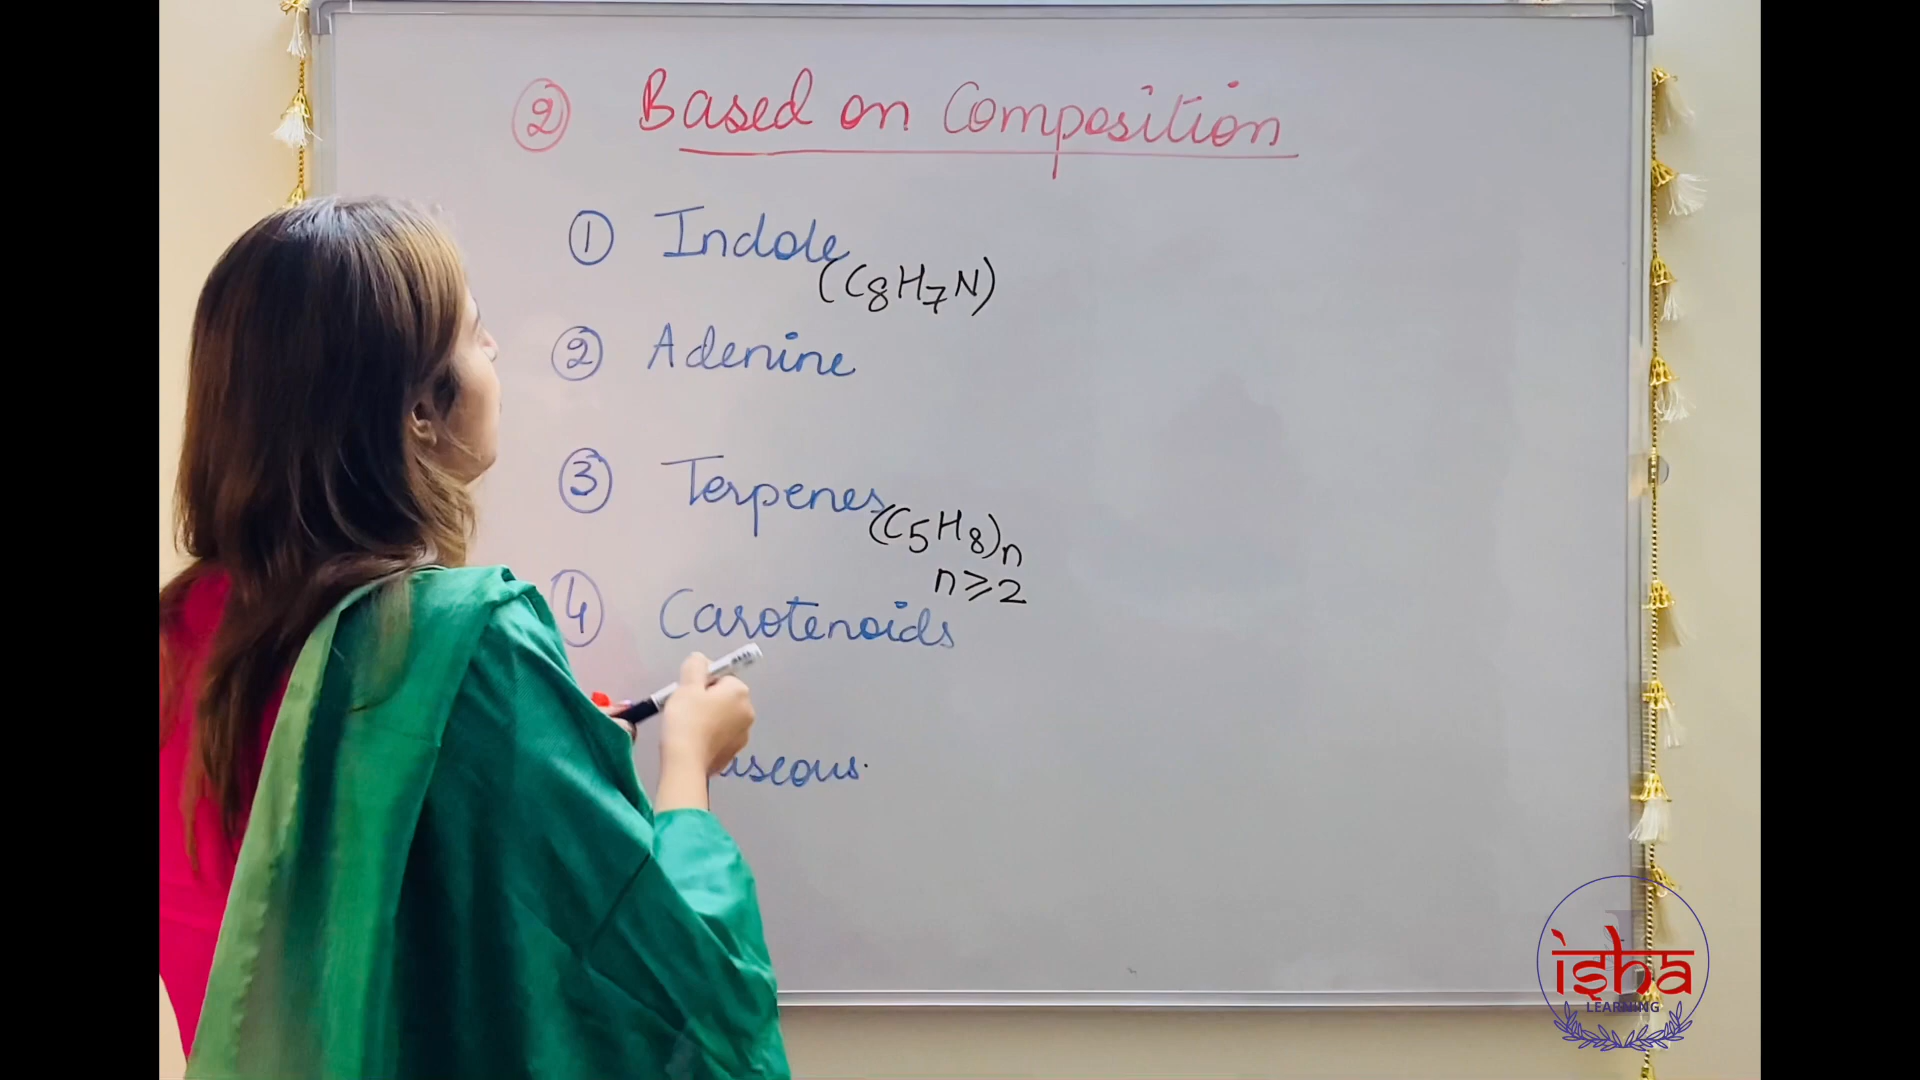 ② Based on Composition
① Indole
(C₈H₇N)
② Adenine
③ Terpenes
(C₅H₈)n
n ≥ 2
④ Carotenoids
isha
LEARNING